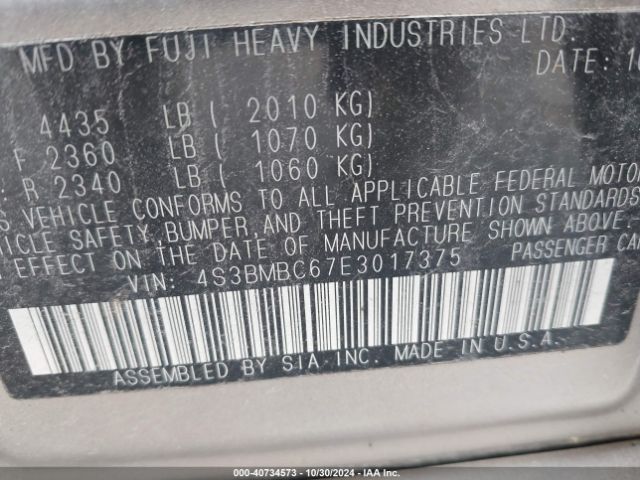 MFD BY FUJI HEAVY INDUSTRIES LTD.
DATE: 10
4435 LB ( 2010 KG)
F 2360 LB ( 1070 KG)
R 2340 LB ( 1060 KG)
VEHICLE CONFORMS TO ALL APPLICABLE FEDERAL MOTOR
SAFETY, BUMPER, AND THEFT PREVENTION STANDARDS
EFFECT ON THE DATE OF MANUFACTURE SHOWN ABOVE.
VIN: 4S3BMBC67E3017375 PASSENGER CA
ASSEMBLED BY SIA, INC. MADE IN U.S.A.
000-40734573 - 10/30/2024 - IAA Inc.